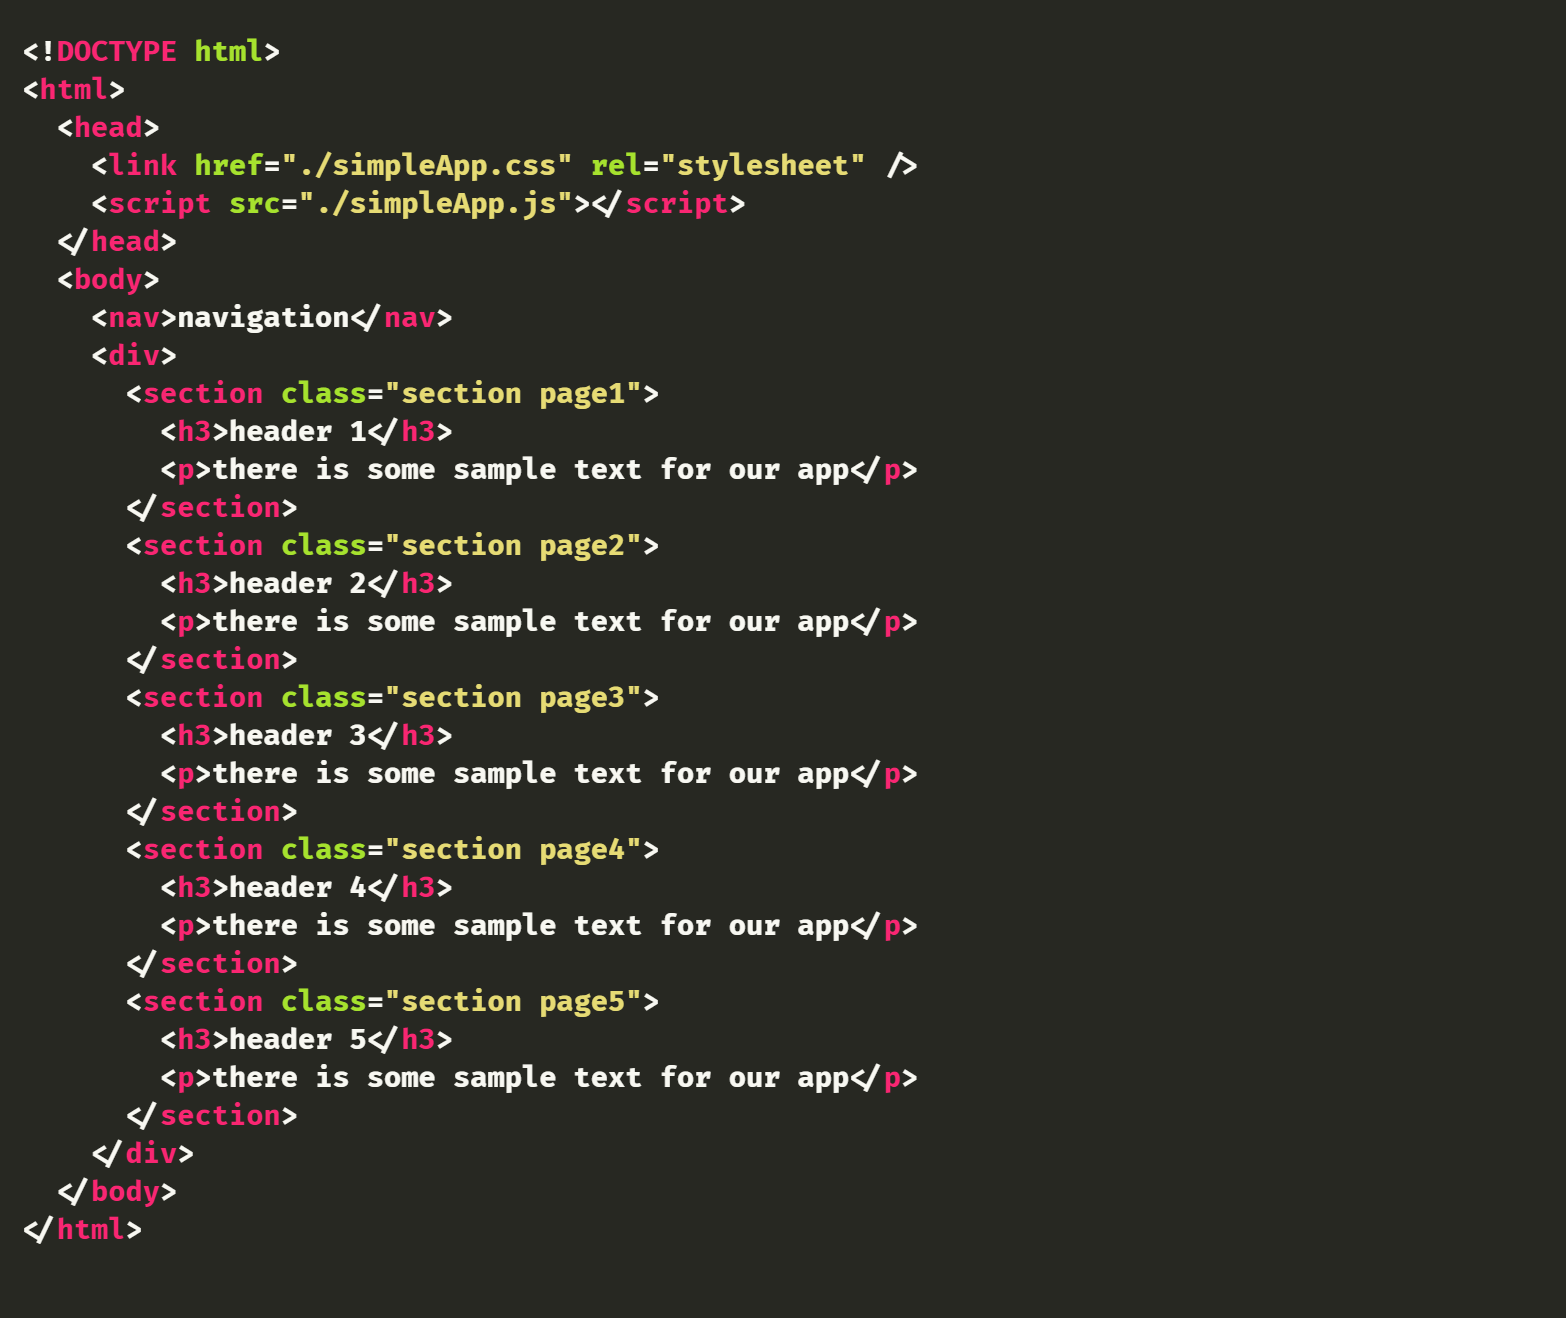 <!DOCTYPE html>
<html>
  <head>
    <link href="./simpleApp.css" rel="stylesheet" />
    <script src="./simpleApp.js"></script>
  </head>
  <body>
    <nav>navigation</nav>
    <div>
      <section class="section page1">
        <h3>header 1</h3>
        <p>there is some sample text for our app</p>
      </section>
      <section class="section page2">
        <h3>header 2</h3>
        <p>there is some sample text for our app</p>
      </section>
      <section class="section page3">
        <h3>header 3</h3>
        <p>there is some sample text for our app</p>
      </section>
      <section class="section page4">
        <h3>header 4</h3>
        <p>there is some sample text for our app</p>
      </section>
      <section class="section page5">
        <h3>header 5</h3>
        <p>there is some sample text for our app</p>
      </section>
    </div>
  </body>
</html>